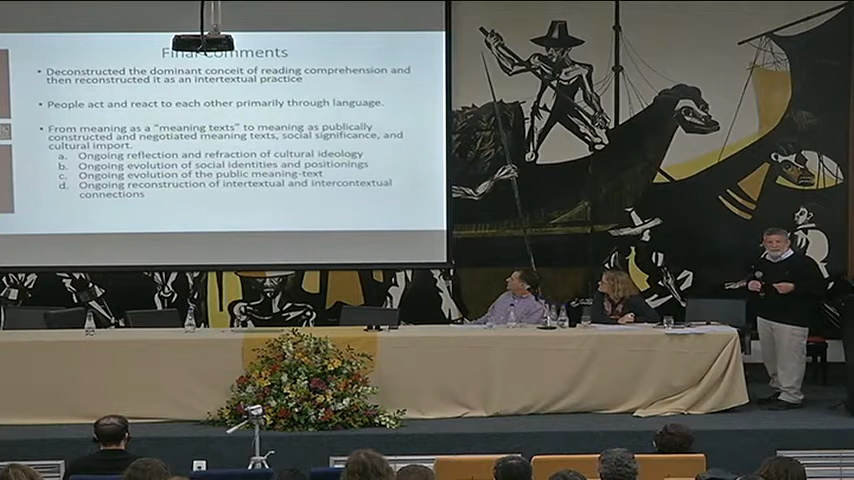 Final Comments
• Deconstructed the dominant conceit of reading comprehension and
then reconstructed it as an intertextual practice
• People act and react to each other primarily through language.
• From meaning as a "meaning texts" to meaning as publically
constructed and negotiated meaning texts, social significance, and
cultural import.
a. Ongoing reflection and refraction of cultural ideology
b. Ongoing evolution of social identities and positionings
c. Ongoing evolution of the public meaning-text
d. Ongoing reconstruction of intertextual and intercontextual
connections